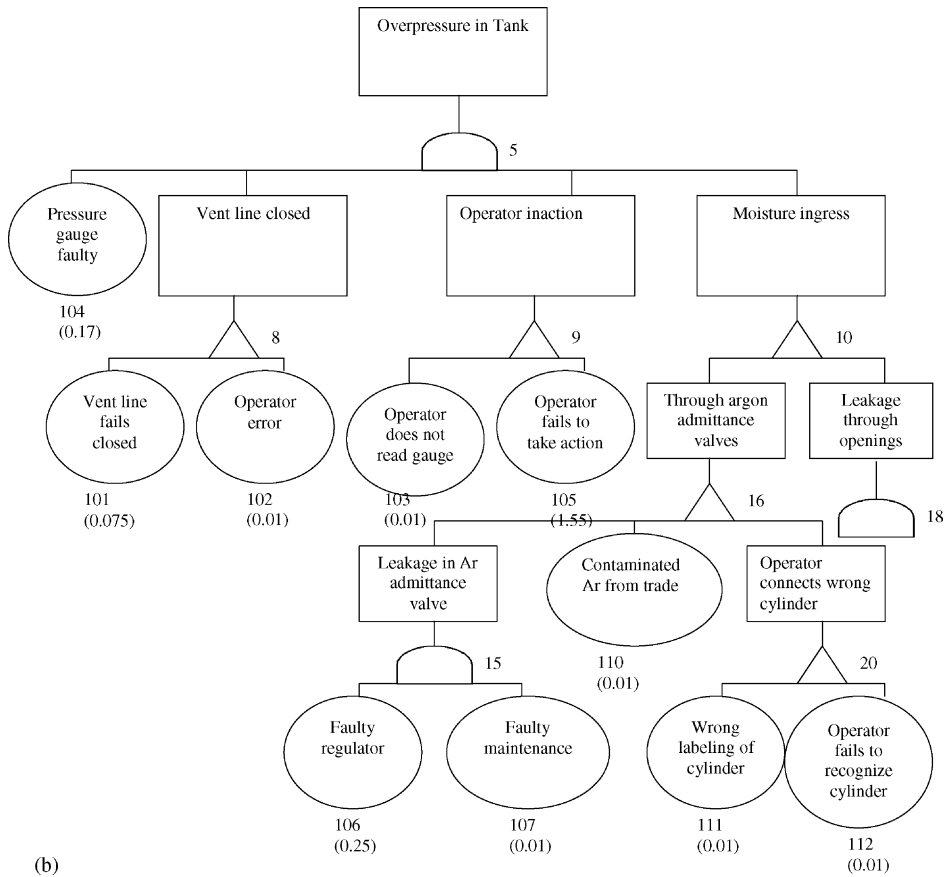 Overpressure in Tank
5
Pressure
gauge
faulty
104
(0.17)
Vent line closed
Operator inaction
Moisture ingress
8
9
10
Vent line
fails
closed
101
(0.075)
Operator
error
102
(0.01)
Operator
does not
read gauge
103
(0.01)
Operator
fails to
take action
105
(1.55)
Through argon
admittance
valves
Leakage
through
openings
16
18
Leakage in Ar
admittance
valve
Contaminated
Ar from trade
110
(0.01)
Operator
connects wrong
cylinder
15
20
Faulty
regulator
106
(0.25)
Faulty
maintenance
107
(0.01)
Wrong
labeling of
cylinder
111
(0.01)
Operator
fails to
recognize
cylinder
112
(0.01)
(b)